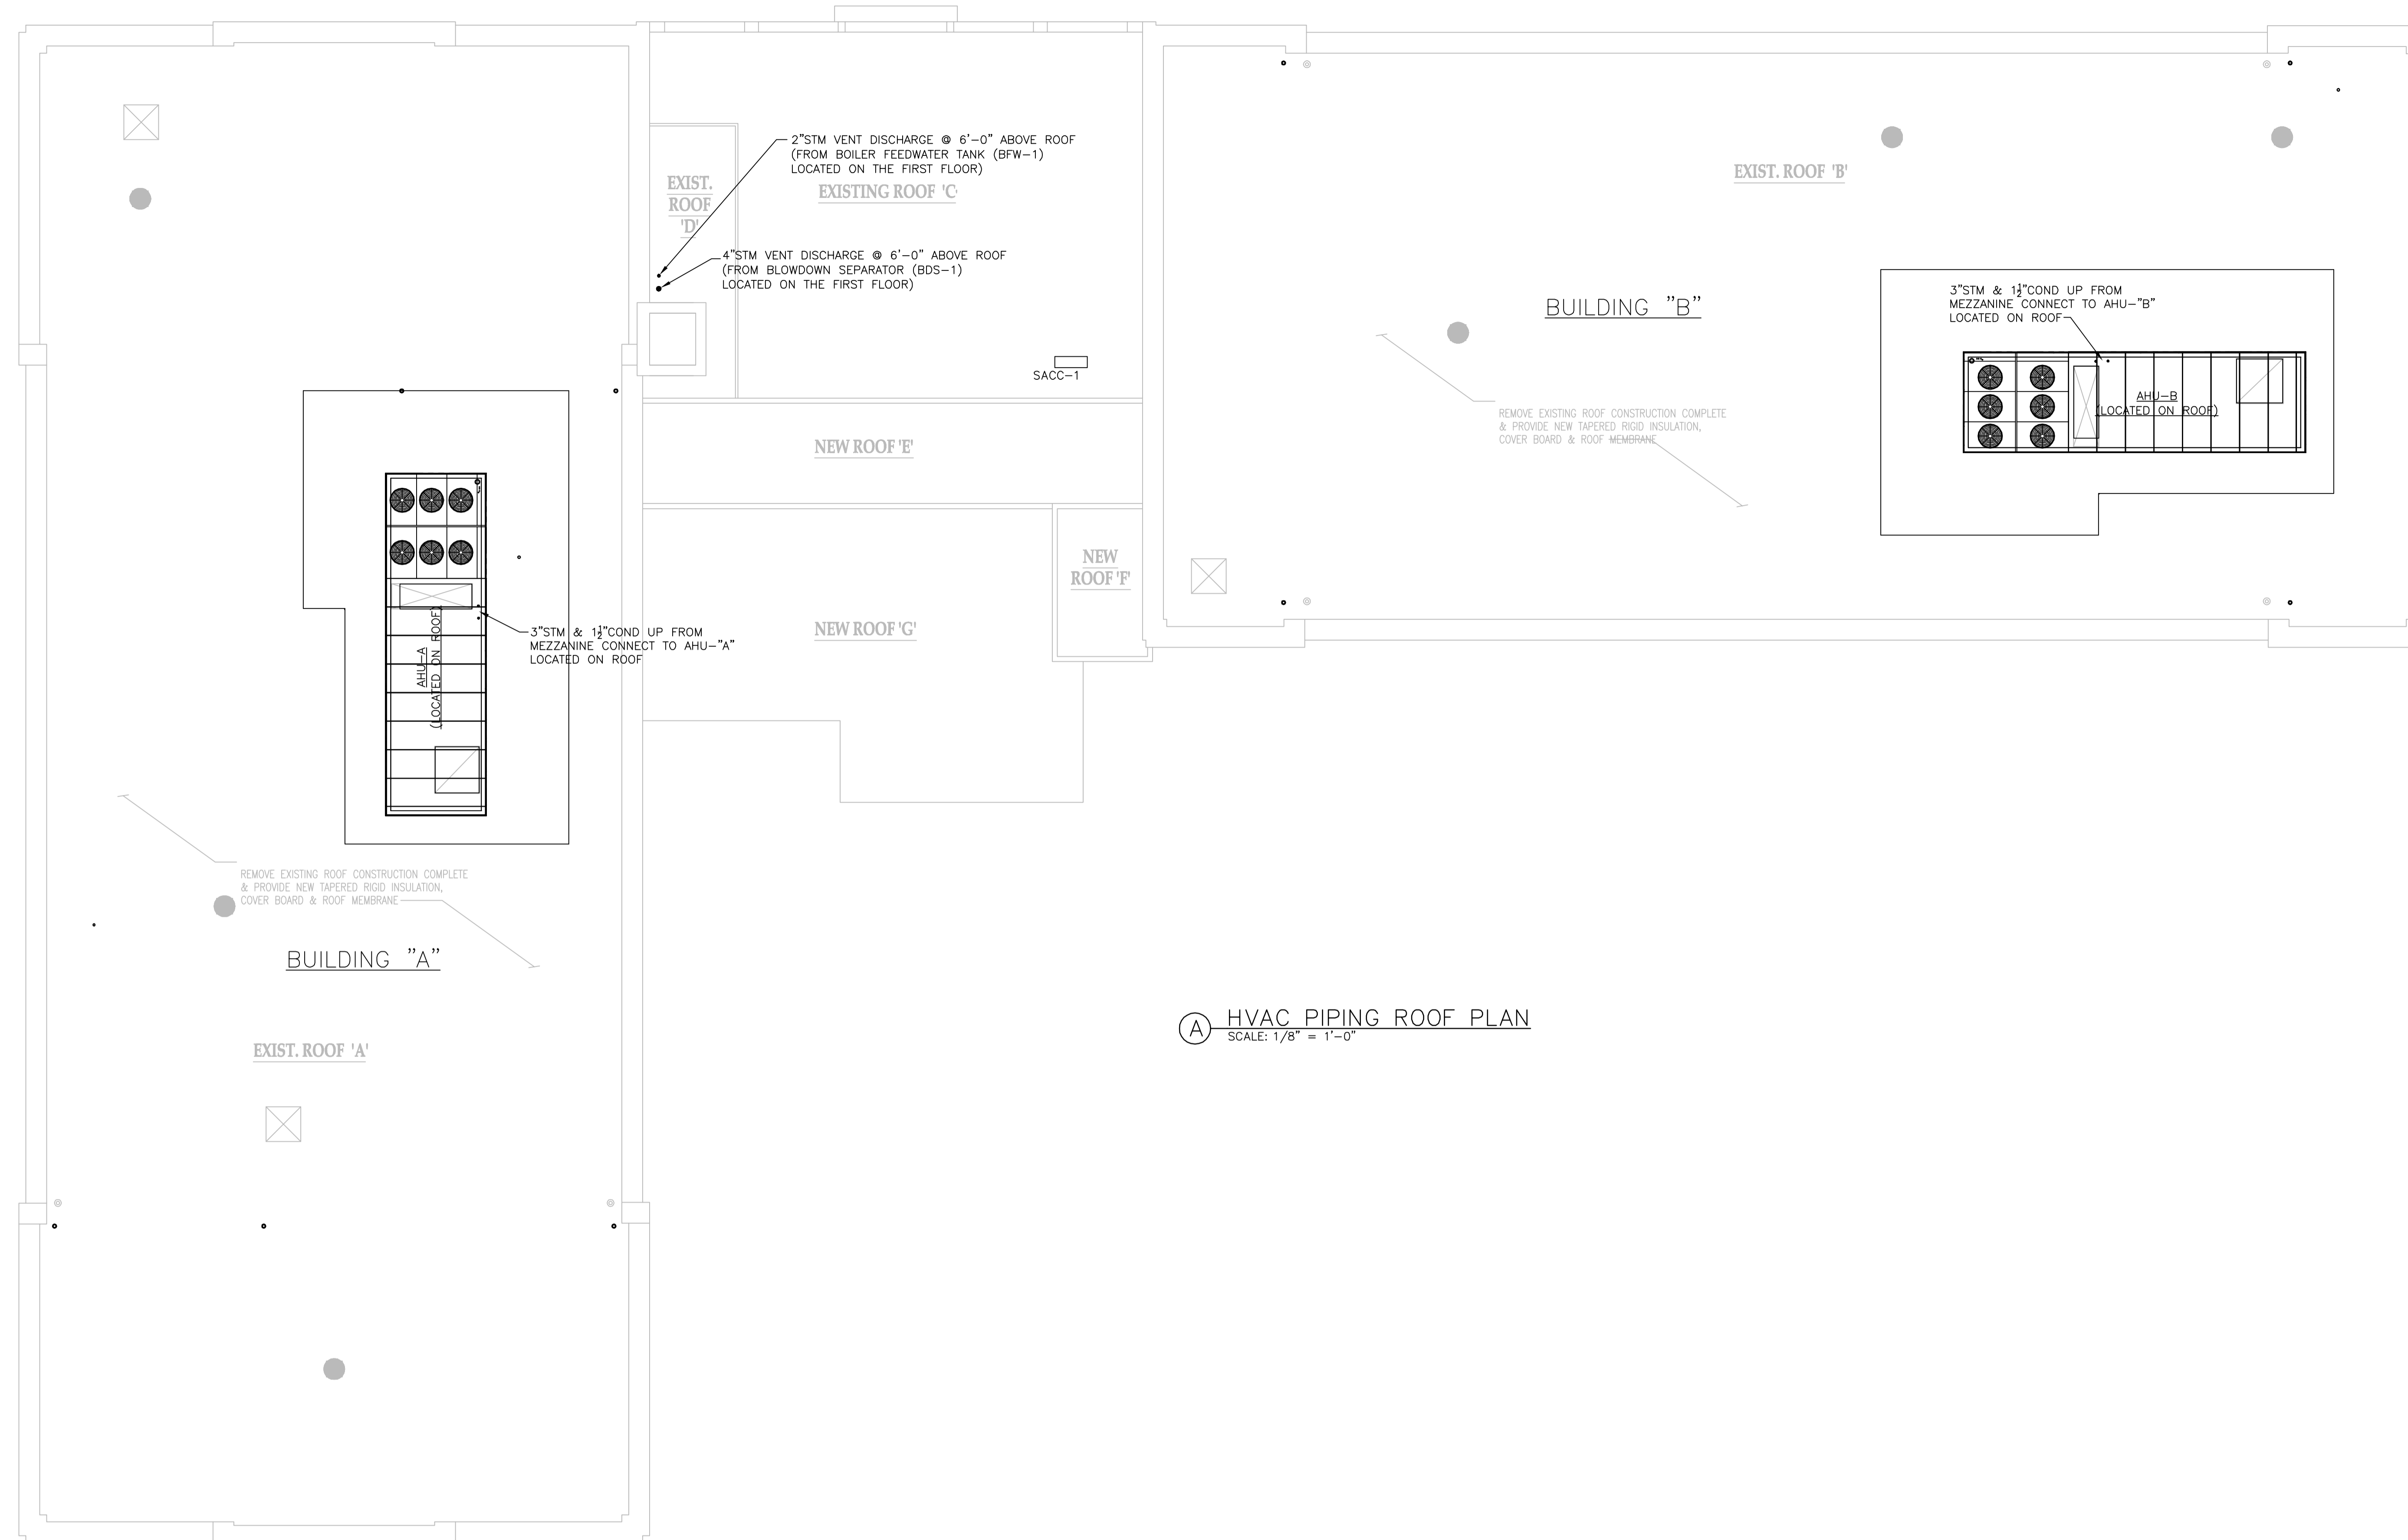 2"STM VENT DISCHARGE @ 6'-0" ABOVE ROOF
(FROM BOILER FEEDWATER TANK (BFW-1)
LOCATED ON THE FIRST FLOOR)
EXIST.
ROOF
'D'
EXISTING ROOF 'C'
4"STM VENT DISCHARGE @ 6'-0" ABOVE ROOF
(FROM BLOWDOWN SEPARATOR (BDS-1)
LOCATED ON THE FIRST FLOOR)
SACC-1
EXIST. ROOF 'B'
BUILDING "B"
3"STM & 1½"COND UP FROM
MEZZANINE CONNECT TO AHU-"B"
LOCATED ON ROOF
AHU-B
(LOCATED ON ROOF)
REMOVE EXISTING ROOF CONSTRUCTION COMPLETE
& PROVIDE NEW TAPERED RIGID INSULATION,
COVER BOARD & ROOF MEMBRANE
NEW ROOF 'E'
NEW
ROOF 'F'
NEW ROOF 'G'
3"STM & 1½"COND UP FROM
MEZZANINE CONNECT TO AHU-"A"
LOCATED ON ROOF
AHU-A
(LOCATED ON ROOF)
REMOVE EXISTING ROOF CONSTRUCTION COMPLETE
& PROVIDE NEW TAPERED RIGID INSULATION,
COVER BOARD & ROOF MEMBRANE
BUILDING "A"
EXIST. ROOF 'A'
A
HVAC PIPING ROOF PLAN
SCALE: 1/8" = 1'-0"